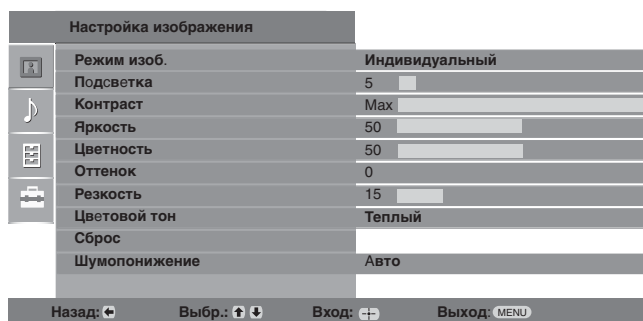 Настройка изображения
Режим изоб. Индивидуальный
Подсветка 5
Контраст Max
Яркость 50
Цветность 50
Оттенок 0
Резкость 15
Цветовой тон Теплый
Сброс
Шумопонижение Авто
Назад: Выбр.: Вход: Выход: MENU